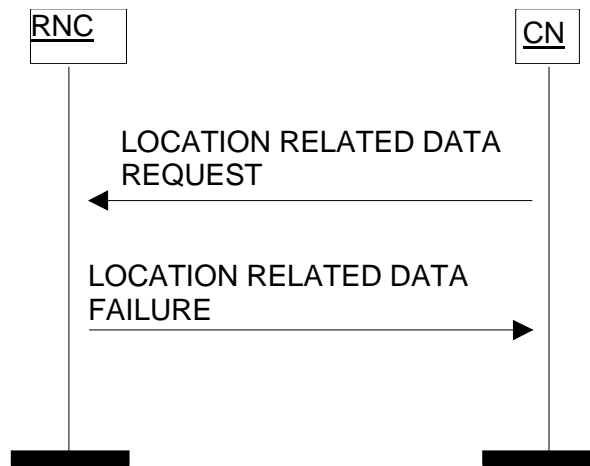 RNC
CN
LOCATION RELATED DATA
REQUEST
LOCATION RELATED DATA
FAILURE